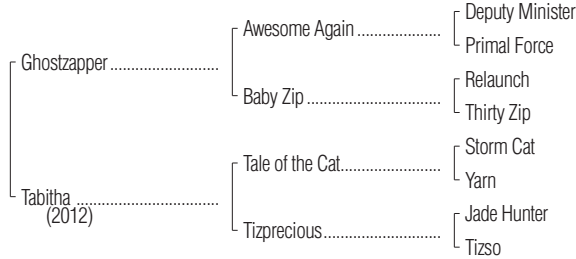 Deputy Minister
Awesome Again ....................
Primal Force
Ghostzapper ..........................
Relaunch
Baby Zip ................................
Thirty Zip
Storm Cat
Tale of the Cat........................
Yarn
Tabitha ..................................
(2012)
Jade Hunter
Tizprecious............................
Tizso